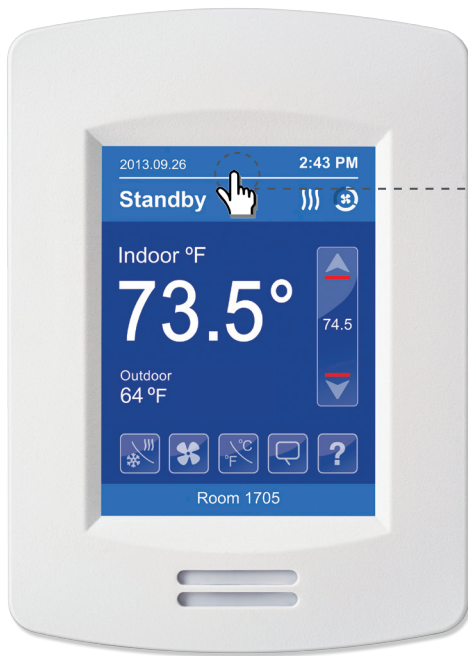 2013.09.26 2:43 PM
Standby
Indoor ºF
73.5°
74.5
Outdoor
64 ºF
°C
°F
?
Room 1705